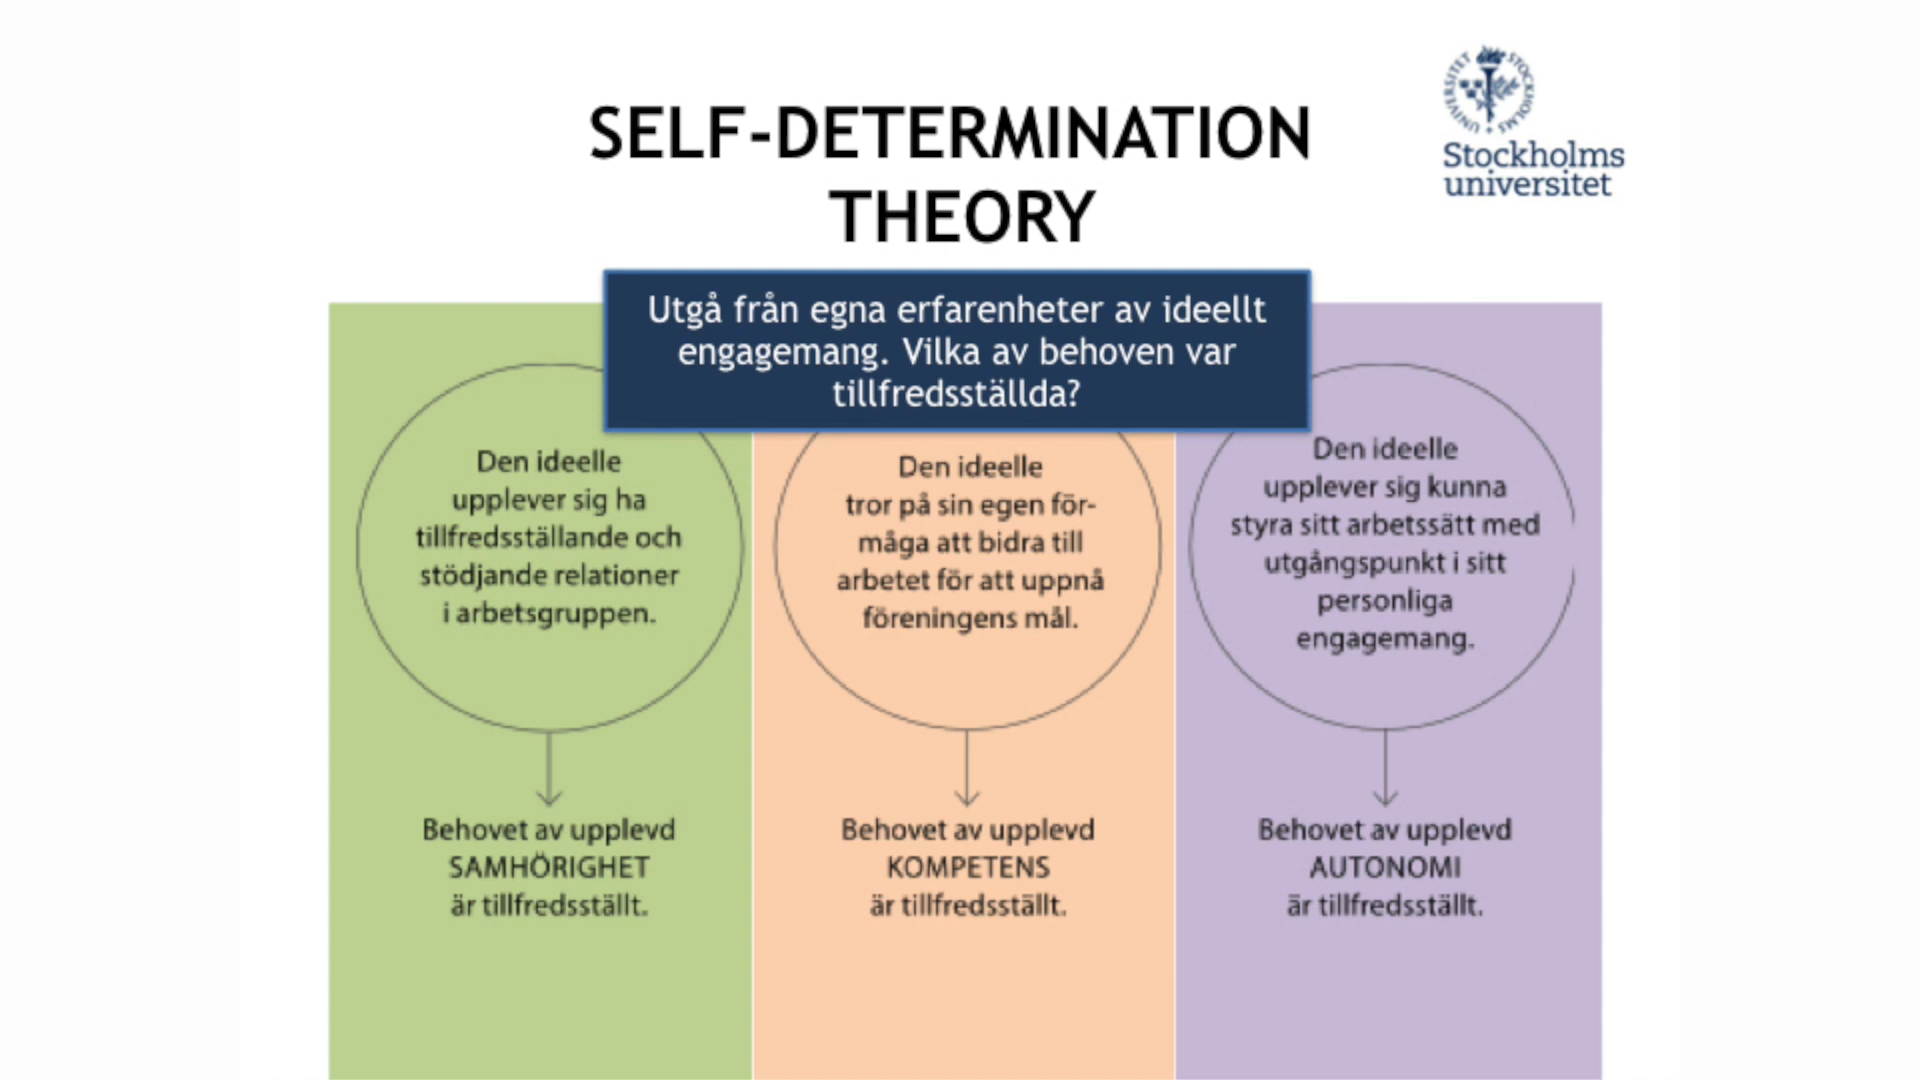 SELF-DETERMINATION
THEORY
UNIVERSITET STOCKHOLMS
Stockholms
universitet
Utgå från egna erfarenheter av ideellt
engagemang. Vilka av behoven var
tillfredsställda?
Den ideelle
upplever sig ha
tillfredsställande och
stödjande relationer
i arbetsgruppen.
Behovet av upplevd
SAMHÖRIGHET
är tillfredsställt.
Den ideelle
tror på sin egen för-
måga att bidra till
arbetet för att uppnå
föreningens mål.
Behovet av upplevd
KOMPETENS
är tillfredsställt.
Den ideelle
upplever sig kunna
styra sitt arbetssätt med
utgångspunkt i sitt
personliga
engagemang.
Behovet av upplevd
AUTONOMI
är tillfredsställt.